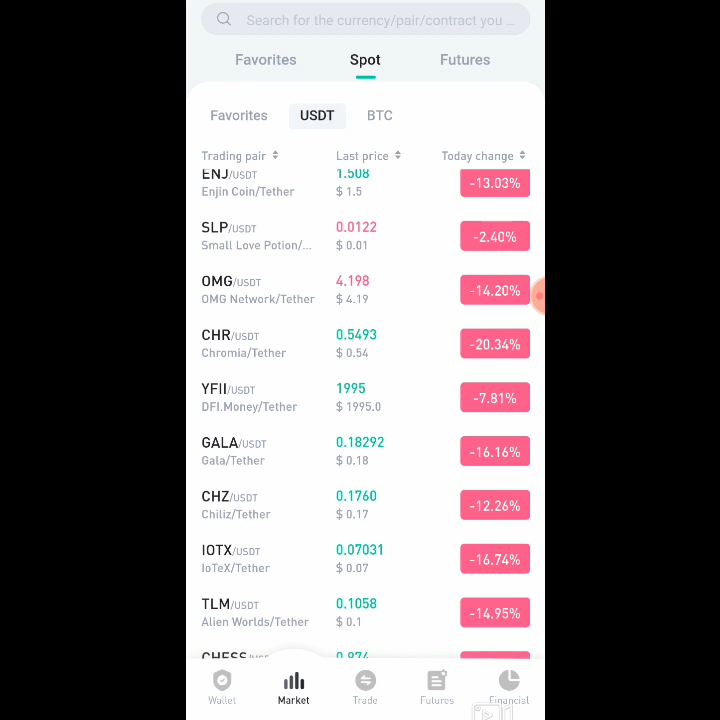 Search for the currency/pair/contract you ...
Favorites Spot Futures
Favorites USDT BTC
Trading pair Last price Today change
ENJ/USDT 1.508 -13.03%
Enjin Coin/Tether $ 1.5
SLP/USDT 0.0122 -2.40%
Small Love Potion/... $ 0.01
OMG/USDT 4.198 -14.20%
OMG Network/Tether $ 4.19
CHR/USDT 0.5493 -20.34%
Chromia/Tether $ 0.54
YFII/USDT 1995 -7.81%
DFI.Money/Tether $ 1995.0
GALA/USDT 0.18292 -16.16%
Gala/Tether $ 0.18
CHZ/USDT 0.1760 -12.26%
Chiliz/Tether $ 0.17
IOTX/USDT 0.07031 -16.74%
IoTeX/Tether $ 0.07
TLM/USDT 0.1058 -14.95%
Alien Worlds/Tether $ 0.1
CHESS/USDT 0.874
Wallet Market Trade Futures Financial